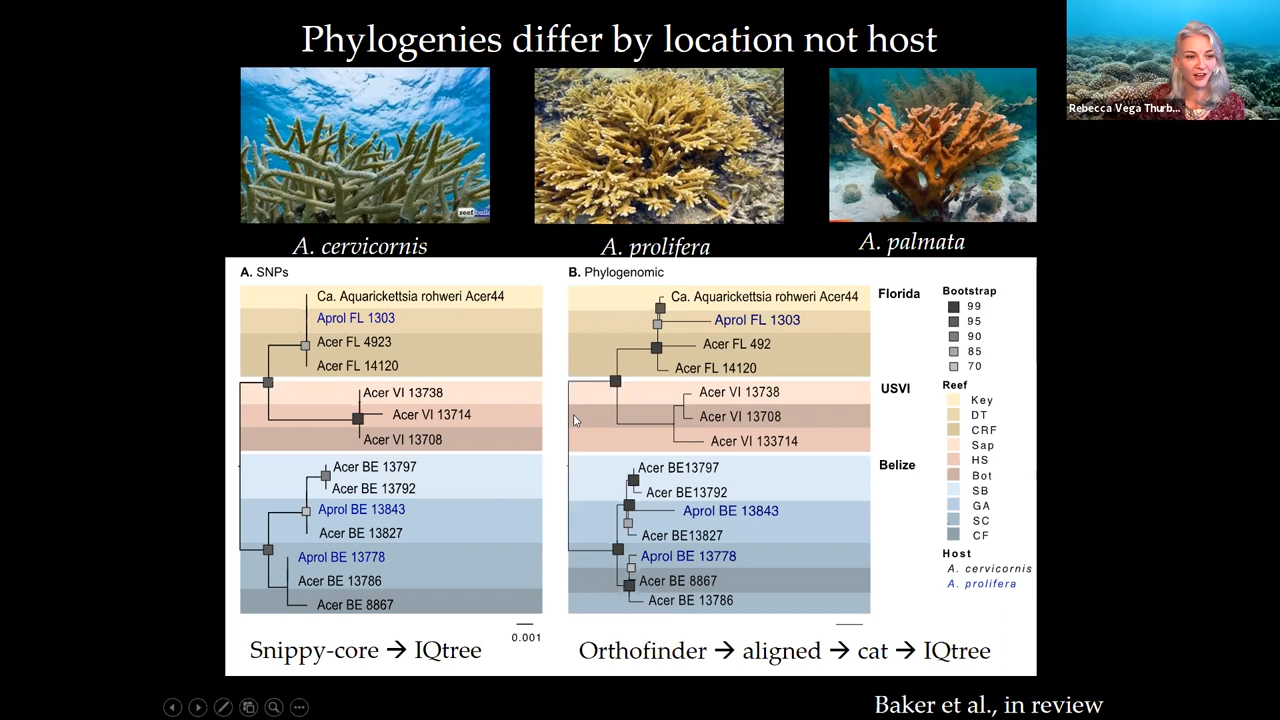 Phylogenies differ by location not host
Rebecca Vega Thurb...
reef
A. cervicornis
A. prolifera
A. palmata
A. SNPs
Ca. Aquarickettsia rohweri Acer44
Aprol FL 1303
Acer FL 4923
Acer FL 14120
Acer VI 13738
Acer VI 13714
Acer VI 13708
Acer BE 13797
Acer BE 13792
Aprol BE 13843
Acer BE 13827
Aprol BE 13778
Acer BE 13786
Acer BE 8867
0.001
Snippy-core → IQtree
B. Phylogenomic
Ca. Aquarickettsia rohweri Acer44
Aprol FL 1303
Acer FL 492
Acer FL 14120
Acer VI 13738
Acer VI 13708
Acer VI 133714
Acer BE13797
Acer BE13792
Aprol BE 13843
Acer BE13827
Aprol BE 13778
Acer BE 8867
Acer BE 13786
Orthofinder → aligned → cat → IQtree
Florida
USVI
Belize
Bootstrap
99
95
90
85
70
Reef
Key
DT
CRF
Sap
HS
Bot
SB
GA
SC
CF
Host
A. cervicornis
A. prolifera
Baker et al., in review